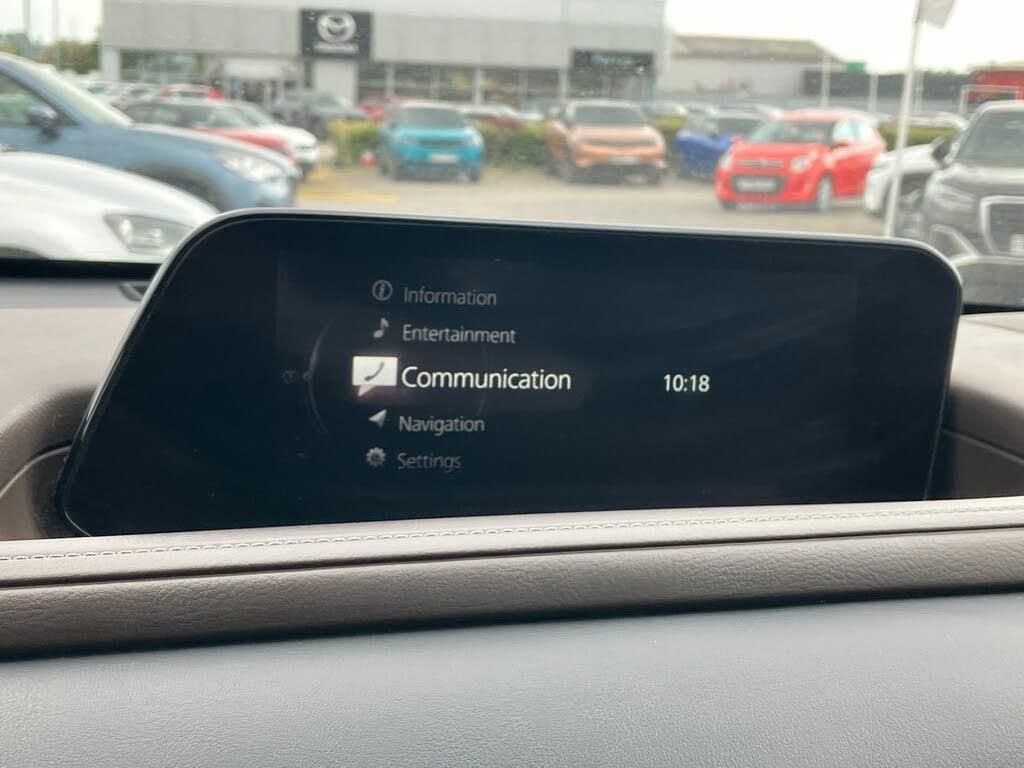 Information
Entertainment
Communication
10:18
Navigation
Settings